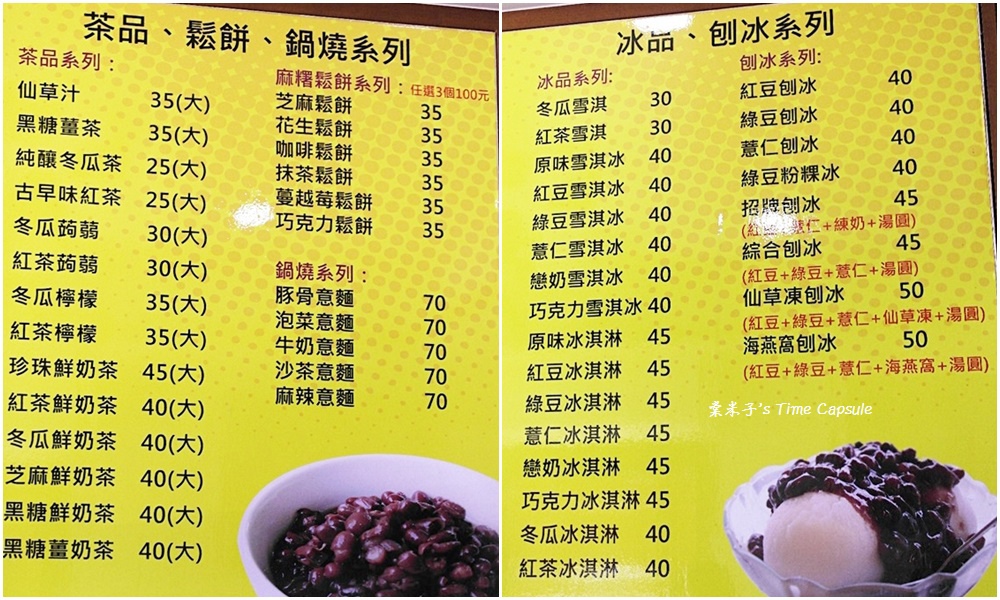 茶品、鬆餅、鍋燒系列
茶品系列：
仙草汁 35(大)
黑糖薑茶 35(大)
純釀冬瓜茶 25(大)
古早味紅茶 25(大)
冬瓜蒟蒻 30(大)
紅茶蒟蒻 30(大)
冬瓜檸檬 35(大)
紅茶檸檬 35(大)
珍珠鮮奶茶 45(大)
紅茶鮮奶茶 40(大)
冬瓜鮮奶茶 40(大)
芝麻鮮奶茶 40(大)
黑糖鮮奶茶 40(大)
黑糖薑奶茶 40(大)
麻糬鬆餅系列：任選3個100元
芝麻鬆餅 35
花生鬆餅 35
咖啡鬆餅 35
抹茶鬆餅 35
蔓越莓鬆餅 35
巧克力鬆餅 35
鍋燒系列：
豚骨意麵 70
泡菜意麵 70
牛奶意麵 70
沙茶意麵 70
麻辣意麵 70
冰品、刨冰系列
冰品系列:
冬瓜雪淇 30
紅茶雪淇 30
原味雪淇冰 40
紅豆雪淇冰 40
綠豆雪淇冰 40
薏仁雪淇冰 40
戀奶雪淇冰 40
巧克力雪淇冰 40
原味冰淇淋 45
紅豆冰淇淋 45
綠豆冰淇淋 45
薏仁冰淇淋 45
戀奶冰淇淋 45
巧克力冰淇淋 45
冬瓜冰淇淋 40
紅茶冰淇淋 40
刨冰系列:
紅豆刨冰 40
綠豆刨冰 40
薏仁刨冰 40
綠豆粉粿冰 40
招牌刨冰 45
(紅豆+薏仁+練奶+湯圓)
綜合刨冰 45
(紅豆+綠豆+薏仁+湯圓)
仙草凍刨冰 50
(紅豆+綠豆+薏仁+仙草凍+湯圓)
海燕窩刨冰 50
(紅豆+綠豆+薏仁+海燕窩+湯圓)
粟米子's Time Capsule